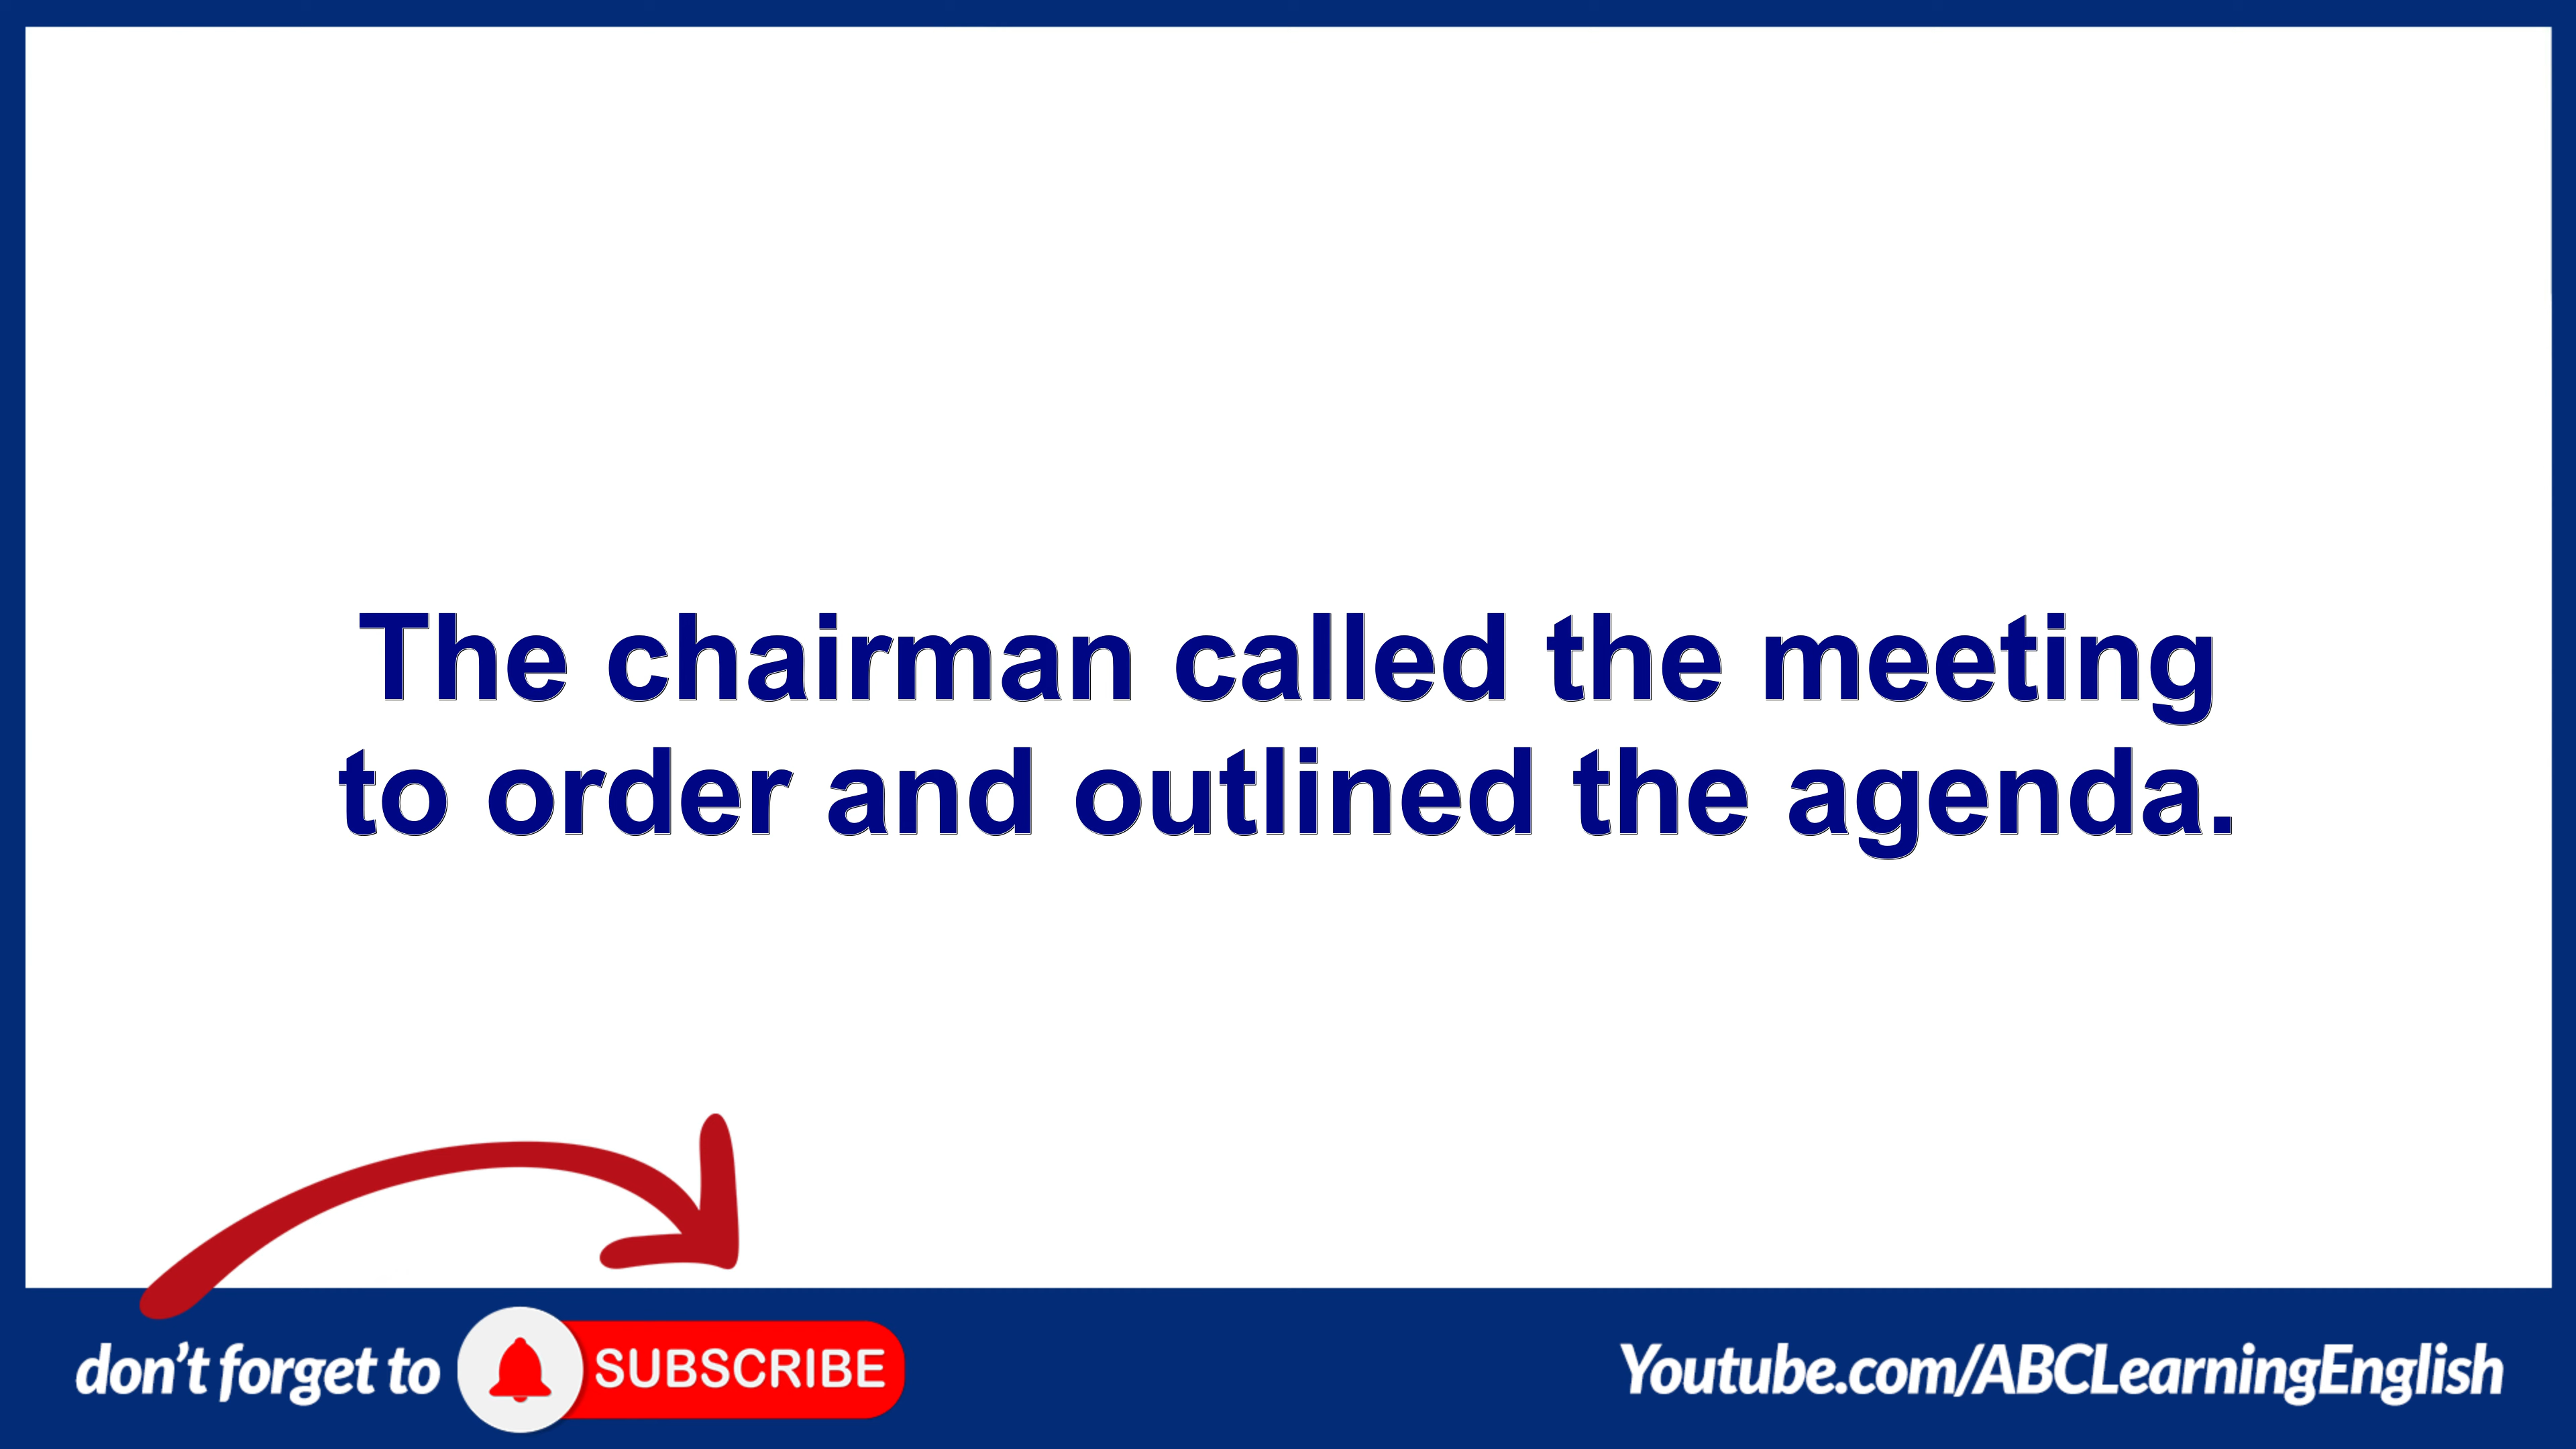 The chairman called the meeting
to order and outlined the agenda.
don't forget to SUBSCRIBE
Youtube.com/ABCLearningEnglish